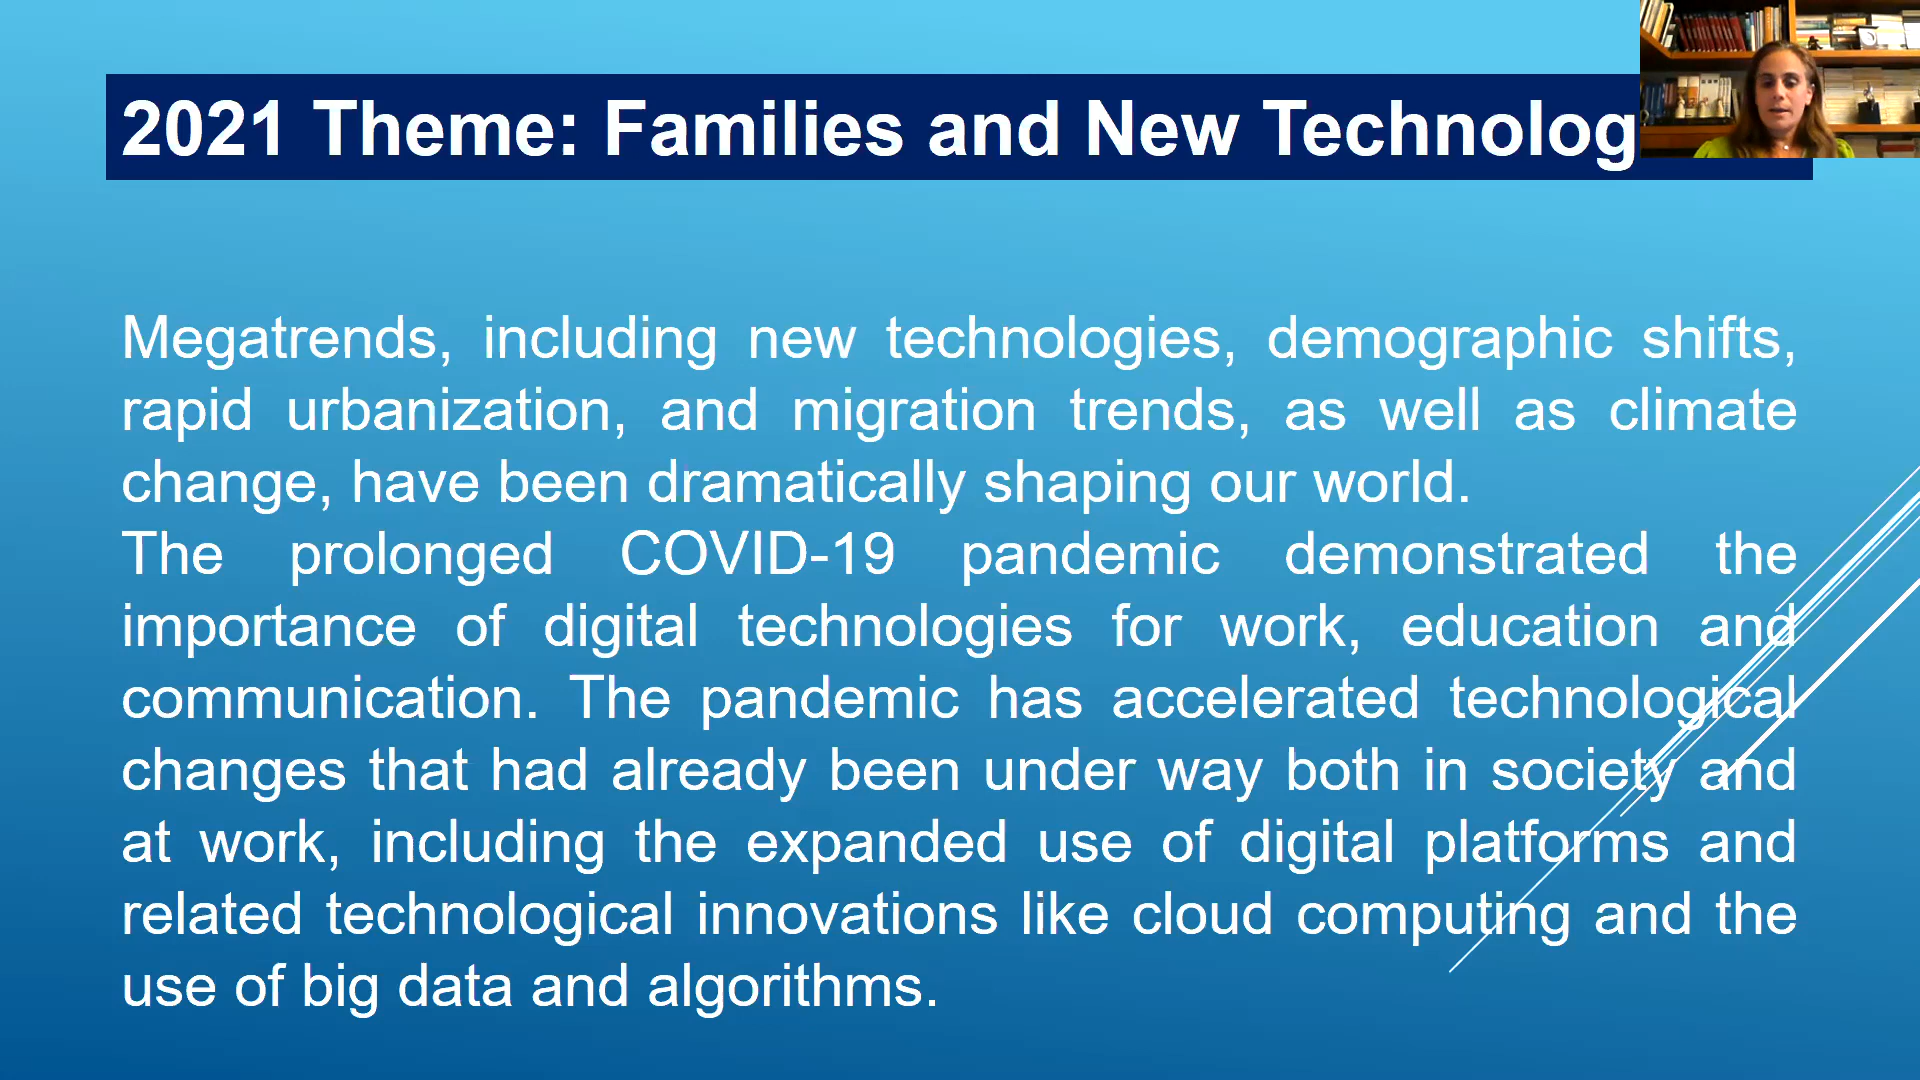 2021 Theme: Families and New Technolog
Megatrends, including new technologies, demographic shifts,
rapid urbanization, and migration trends, as well as climate
change, have been dramatically shaping our world.
The prolonged COVID-19 pandemic demonstrated the
importance of digital technologies for work, education and
communication. The pandemic has accelerated technological
changes that had already been under way both in society and
at work, including the expanded use of digital platforms and
related technological innovations like cloud computing and the
use of big data and algorithms.